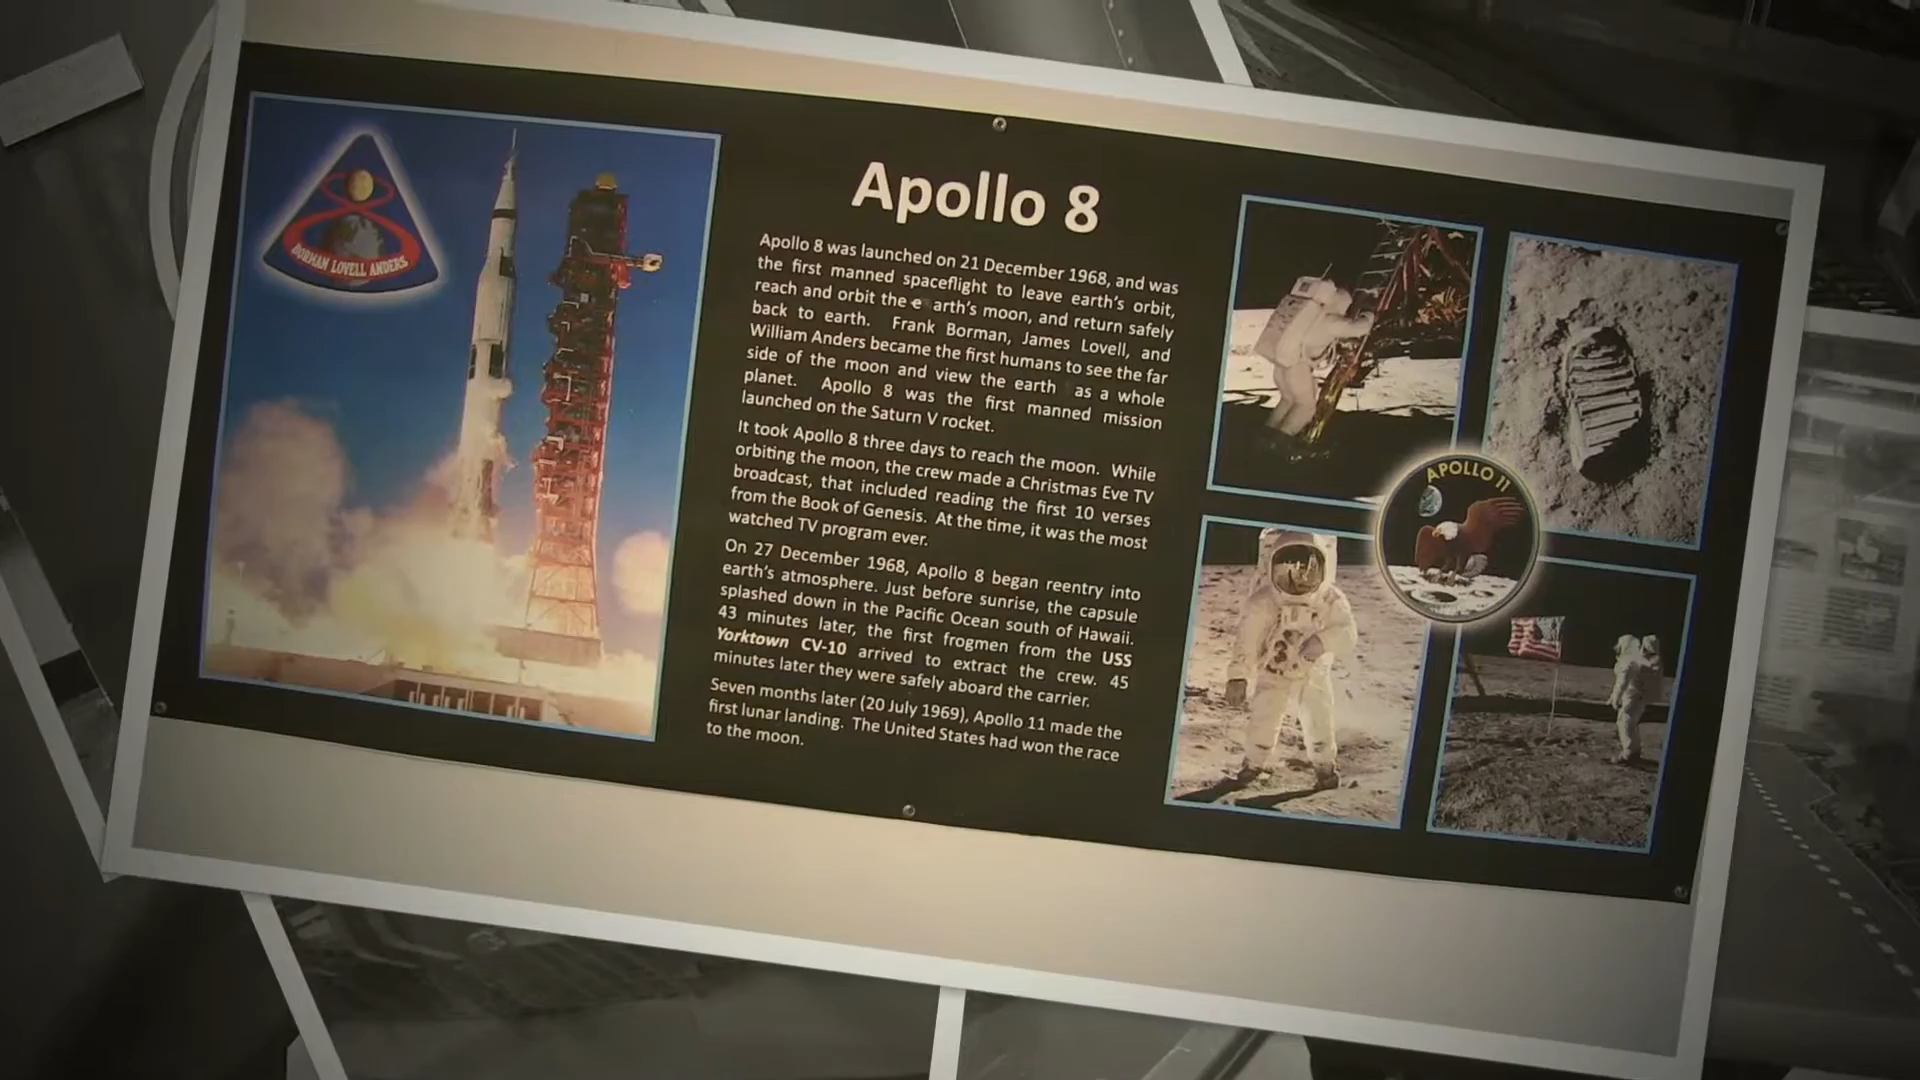 BORMAN LOVELL ANDERS
Apollo 8
Apollo 8 was launched on 21 December 1968, and was
the first manned spaceflight to leave earth's orbit,
reach and orbit the e arth's moon, and return safely
back to earth. Frank Borman, James Lovell, and
William Anders became the first humans to see the far
side of the moon and view the earth as a whole
planet. Apollo 8 was the first manned mission
launched on the Saturn V rocket.
It took Apollo 8 three days to reach the moon. While
orbiting the moon, the crew made a Christmas Eve TV
broadcast, that included reading the first 10 verses
from the Book of Genesis. At the time, it was the most
watched TV program ever.
On 27 December 1968, Apollo 8 began reentry into
earth's atmosphere. Just before sunrise, the capsule
splashed down in the Pacific Ocean south of Hawaii.
43 minutes later, the first frogmen from the USS
Yorktown CV-10 arrived to extract the crew. 45
minutes later they were safely aboard the carrier.
Seven months later (20 July 1969), Apollo 11 made the
first lunar landing. The United States had won the race
to the moon.
APOLLO 11